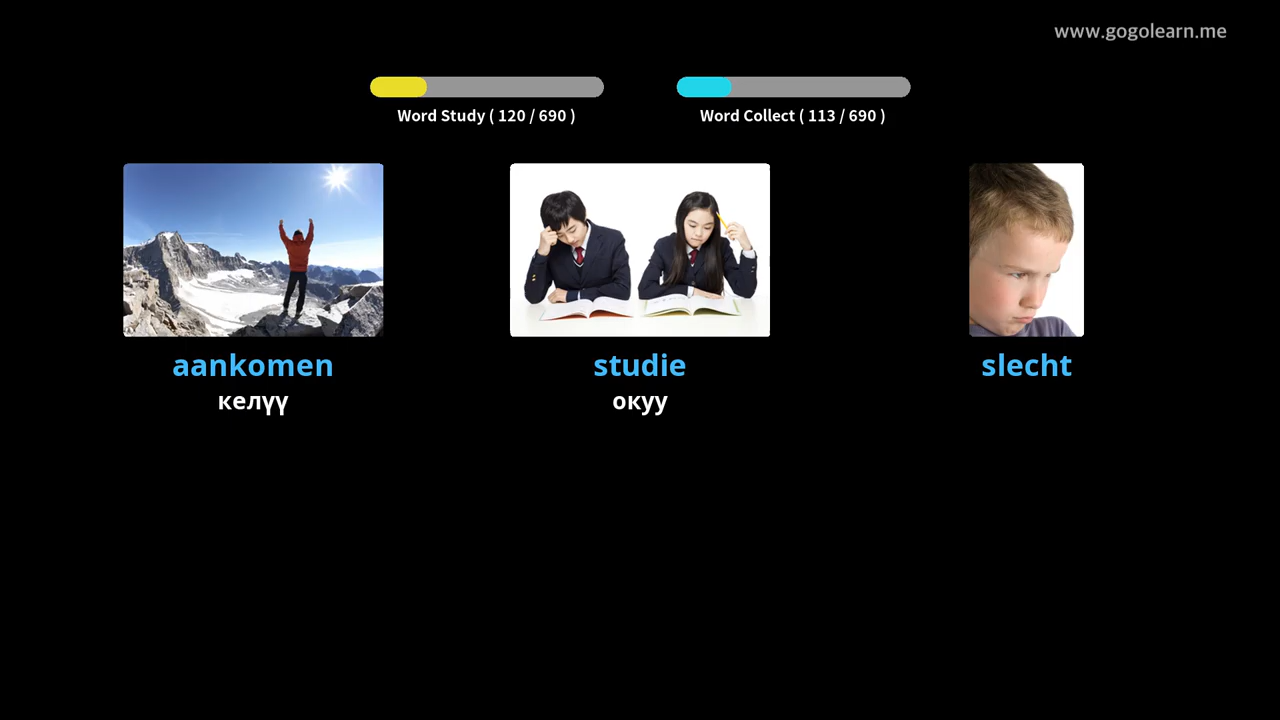 www.gogolearn.me
Word Study ( 120 / 690 )
Word Collect ( 113 / 690 )
aankomen
келүү
studie
окуу
slecht